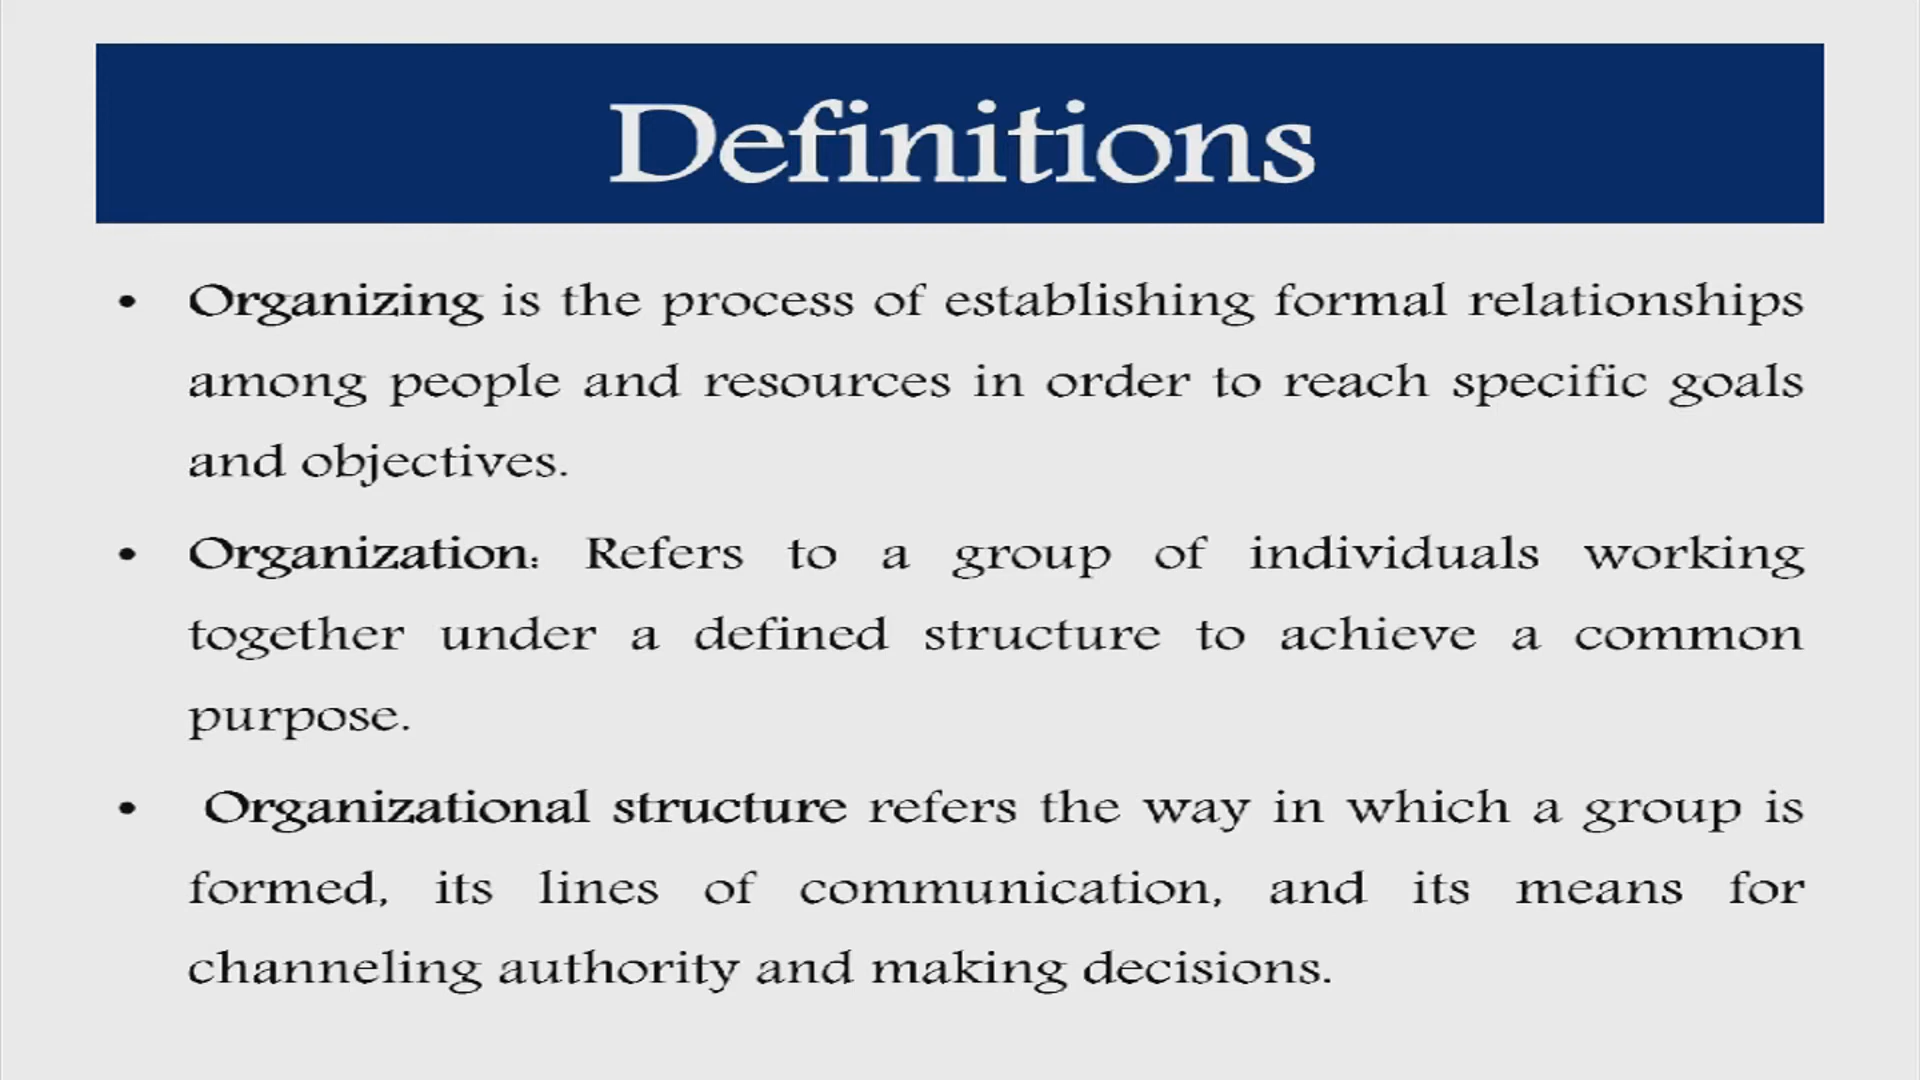 Definitions
• Organizing is the process of establishing formal relationships
among people and resources in order to reach specific goals
and objectives.
• Organization: Refers to a group of individuals working
together under a defined structure to achieve a common
purpose.
• Organizational structure refers the way in which a group is
formed, its lines of communication, and its means for
channeling authority and making decisions.